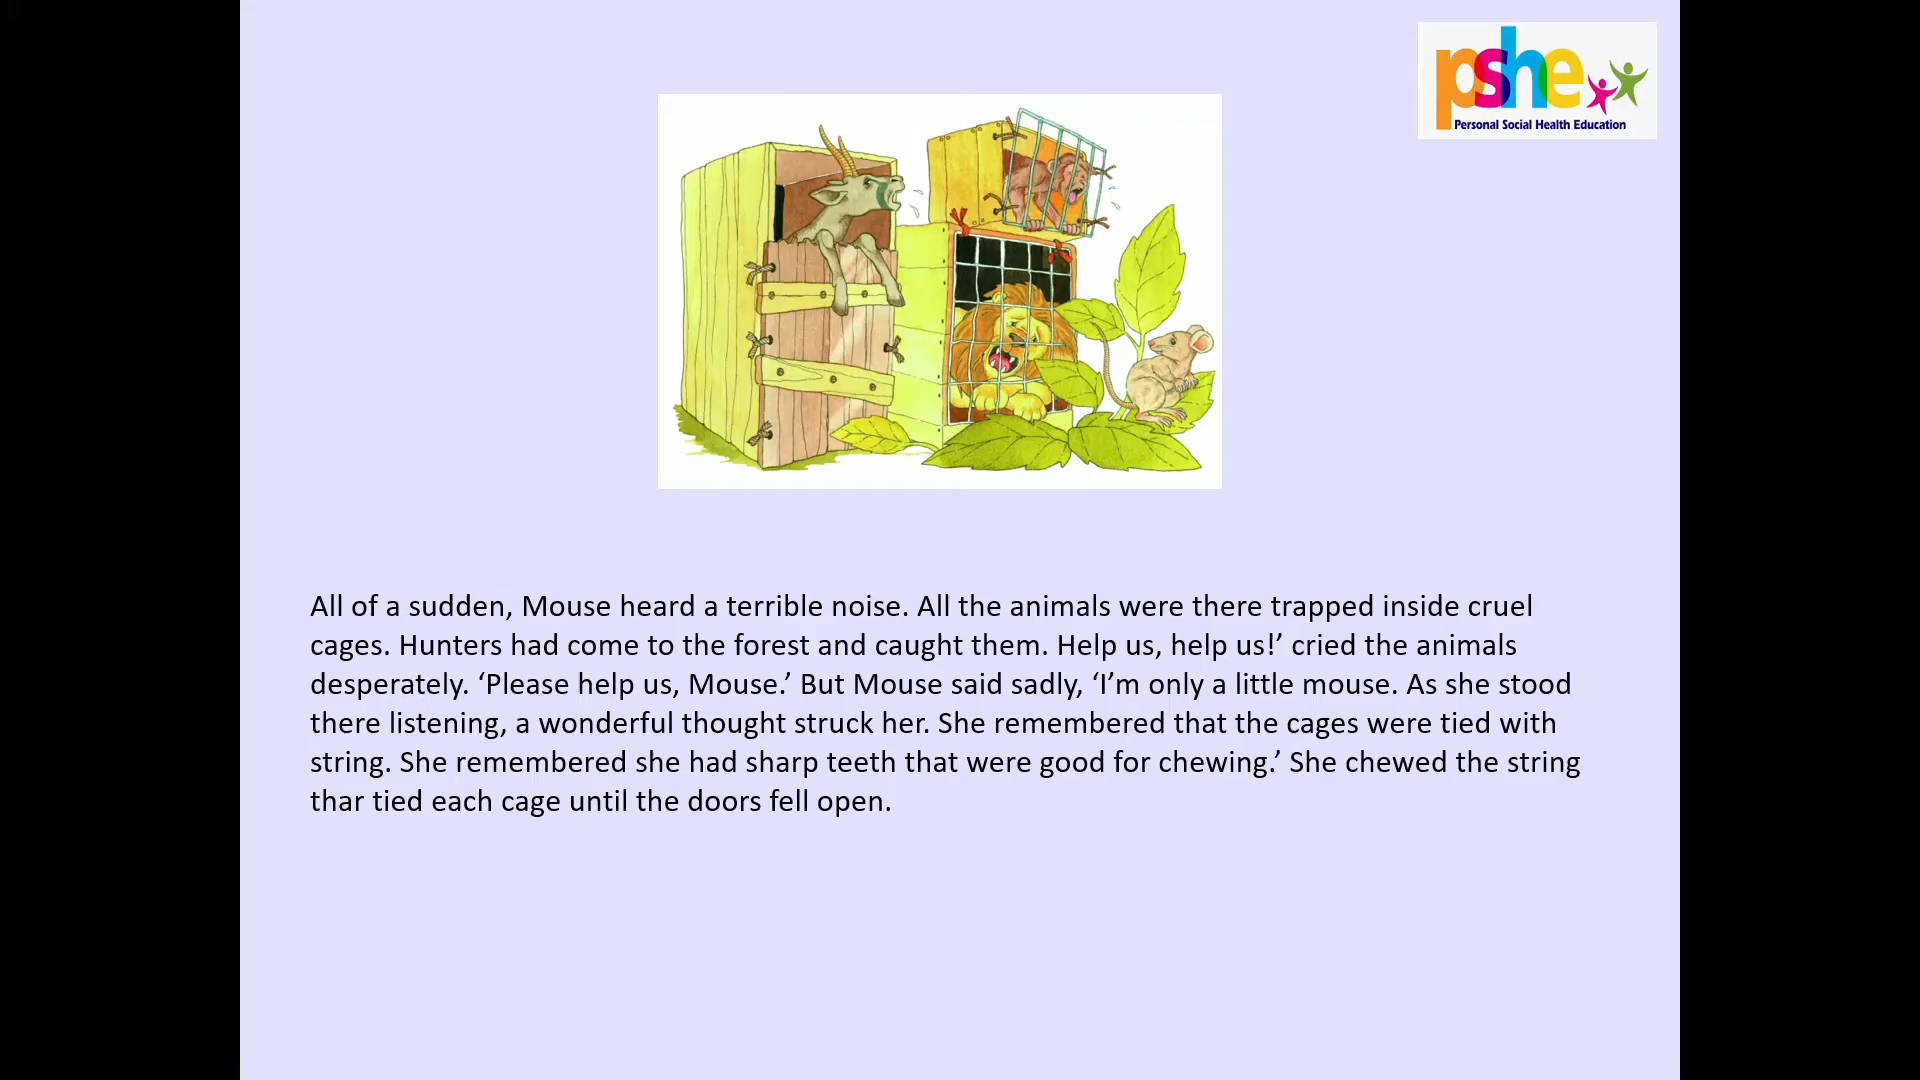 pshe
Personal Social Health Education
All of a sudden, Mouse heard a terrible noise. All the animals were there trapped inside cruel
cages. Hunters had come to the forest and caught them. Help us, help us!’ cried the animals
desperately. ‘Please help us, Mouse.’ But Mouse said sadly, ‘I’m only a little mouse. As she stood
there listening, a wonderful thought struck her. She remembered that the cages were tied with
string. She remembered she had sharp teeth that were good for chewing.’ She chewed the string
thar tied each cage until the doors fell open.